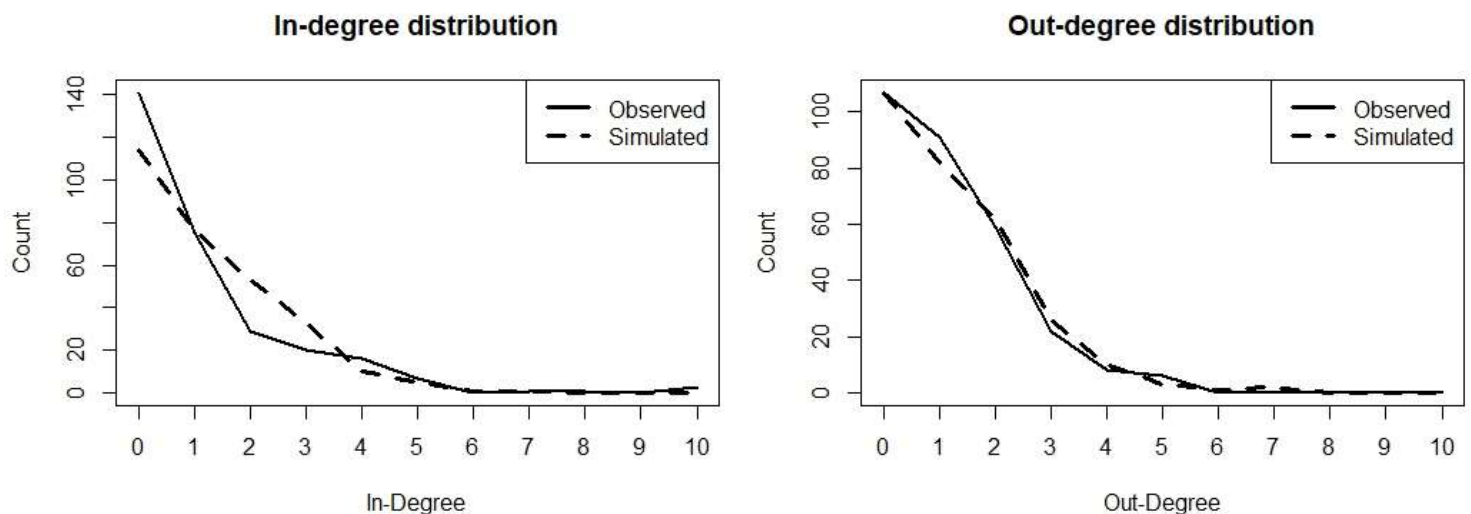 In-degree distribution
Count
0 20 60 100 140
Observed
Simulated
0 1 2 3 4 5 6 7 8 9 10
In-Degree
Out-degree distribution
Count
0 20 40 60 80 100
Observed
Simulated
0 1 2 3 4 5 6 7 8 9 10
Out-Degree